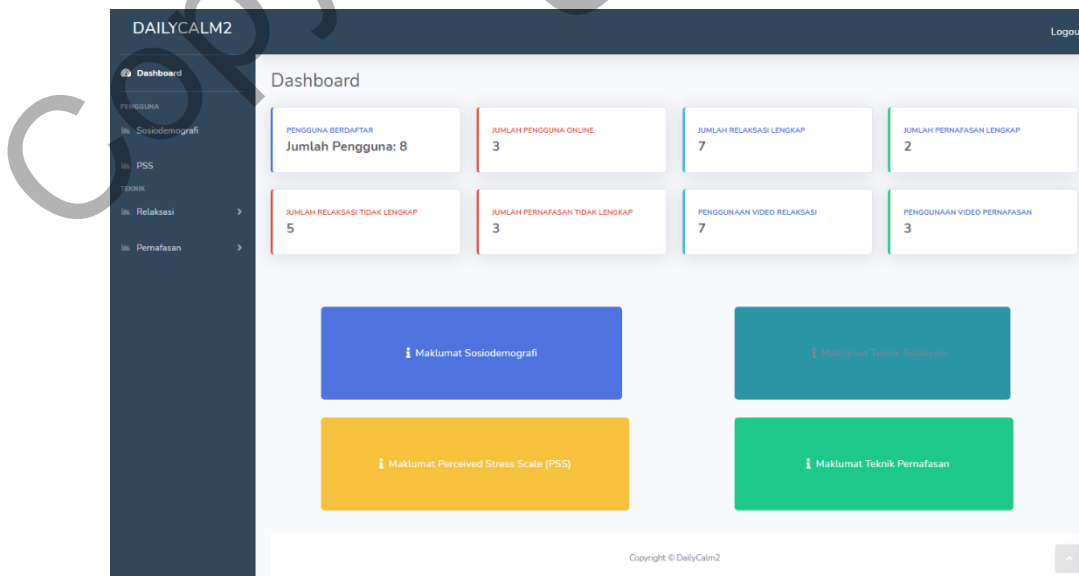 DAILYCALM2
Logou
Dashboard
PENGGUNA
Sosiodemografi
PSS
TEKNIK
Relaksasi
Pernafasan
Dashboard
PENGGUNA BERDAFTAR
Jumlah Pengguna: 8
JUMLAH PENGGUNA ONLINE
3
JUMLAH RELAKSASI LENGKAP
7
JUMLAH PERNAFASAN LENGKAP
2
JUMLAH RELAKSASI TIDAK LENGKAP
5
JUMLAH PERNAFASAN TIDAK LENGKAP
3
PENGGUNAAN VIDEO RELAKSASI
7
PENGGUNAAN VIDEO PERNAFASAN
3
Maklumat Sosiodemografi
Maklumat Teknik Relaksasi
Maklumat Perceived Stress Scale (PSS)
Maklumat Teknik Pernafasan
Copyright © DailyCalm2
Cop